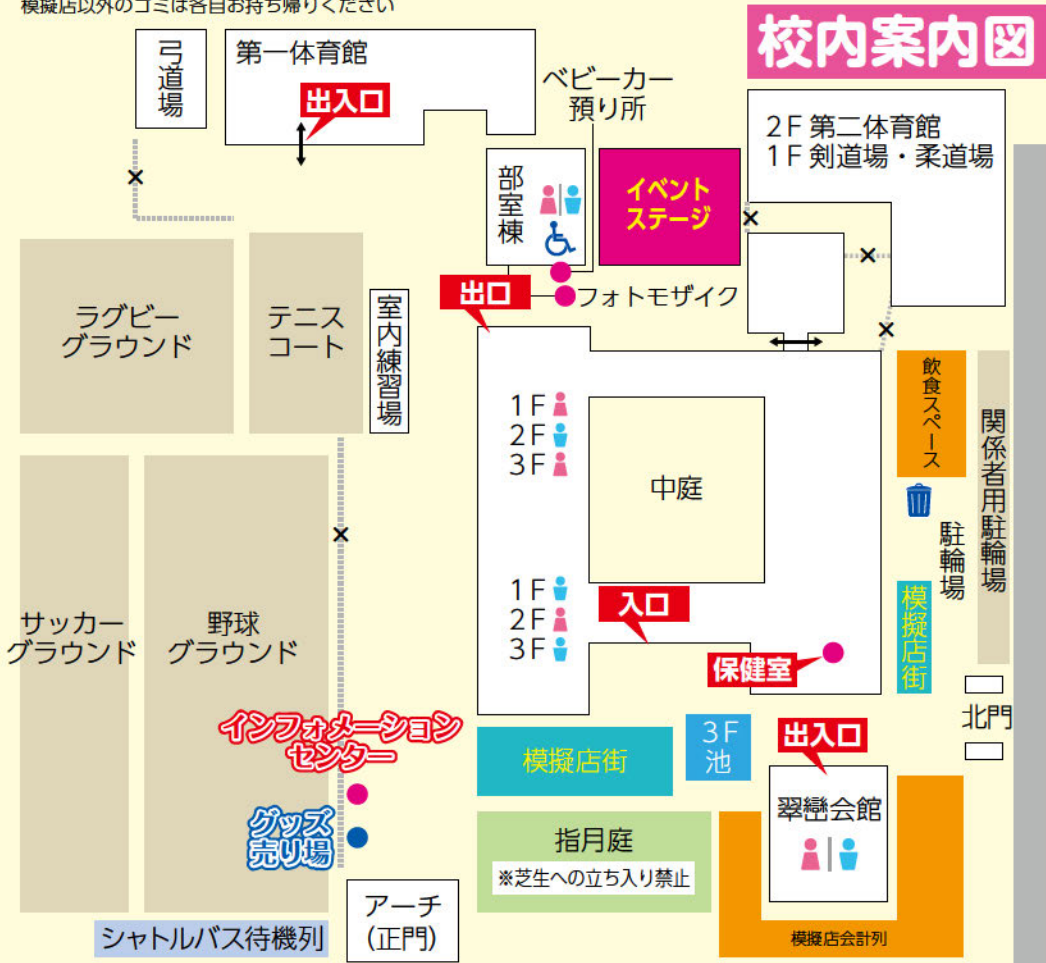 模擬店以外のゴミは各自お持ち帰りください
校内案内図
弓道場
第一体育館
出入口
ベビーカー
預り所
2F 第二体育館
1F 剣道場・柔道場
部室棟
イベント
ステージ
出口
フォトモザイク
ラグビー
グラウンド
テニス
コート
室内練習場
飲食スペース
関係者用駐輪場
1F
2F
3F
中庭
駐輪場
1F
2F
3F
入口
模擬店街
サッカー
グラウンド
野球
グラウンド
保健室
北門
インフォメーション
センター
模擬店街
3F
池
出入口
グッズ
売り場
指月庭
※芝生への立ち入り禁止
翠巒会館
アーチ
(正門)
シャトルバス待機列
模擬店会計列